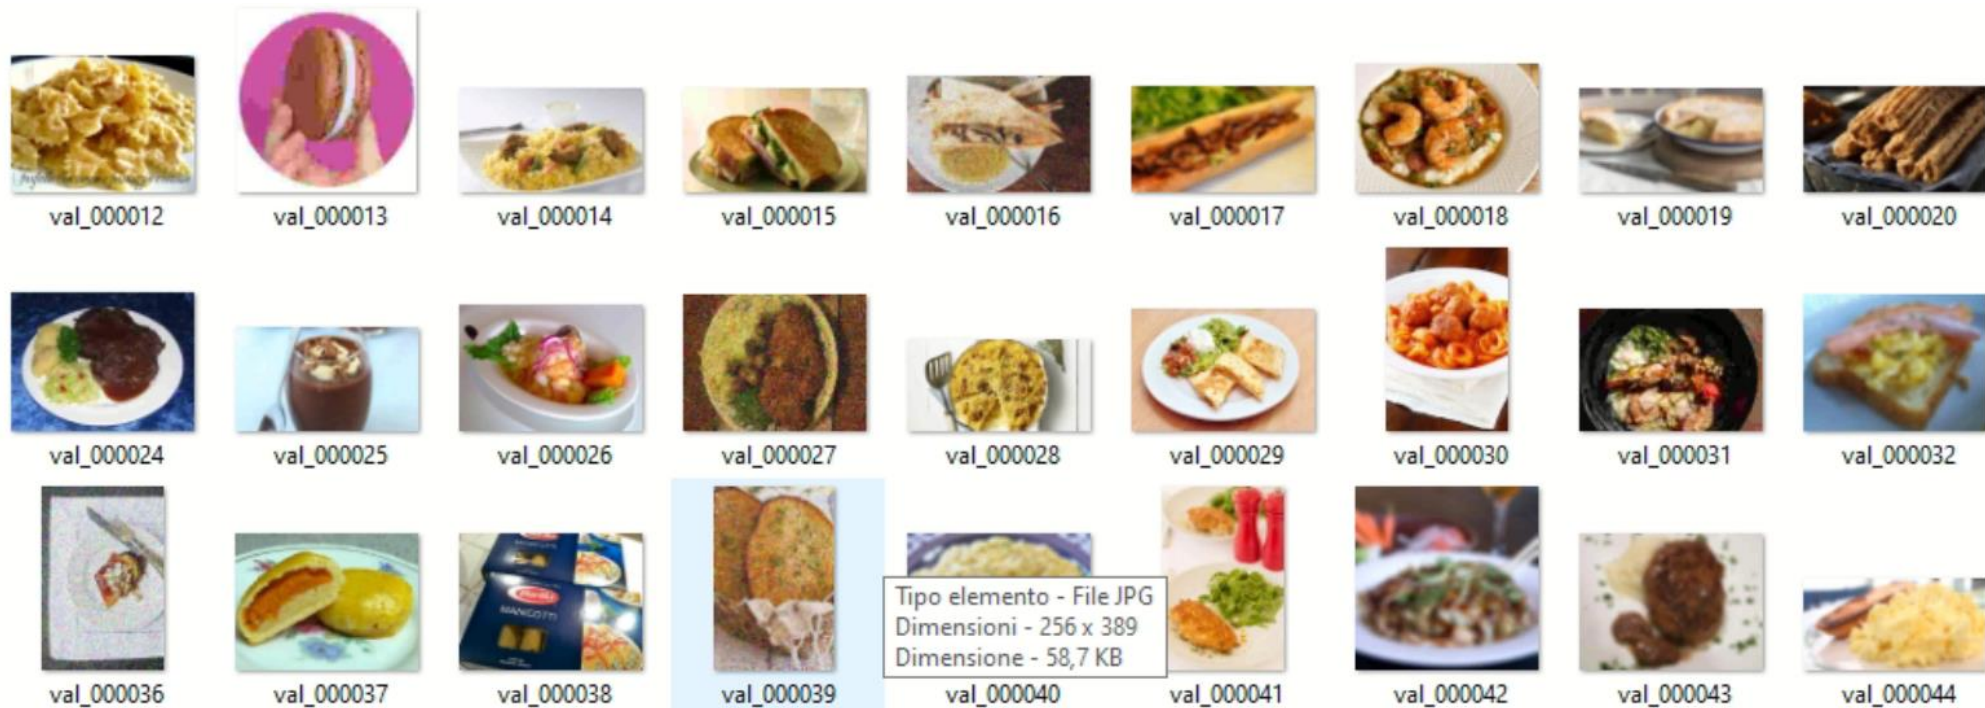 val_000012 val_000013 val_000014 val_000015 val_000016 val_000017 val_000018 val_000019 val_000020
val_000024 val_000025 val_000026 val_000027 val_000028 val_000029 val_000030 val_000031 val_000032
Barilla
MANICOTTI
Tipo elemento - File JPG
Dimensioni - 256 x 389
Dimensione - 58,7 KB
val_000036 val_000037 val_000038 val_000039 val_000040 val_000041 val_000042 val_000043 val_000044